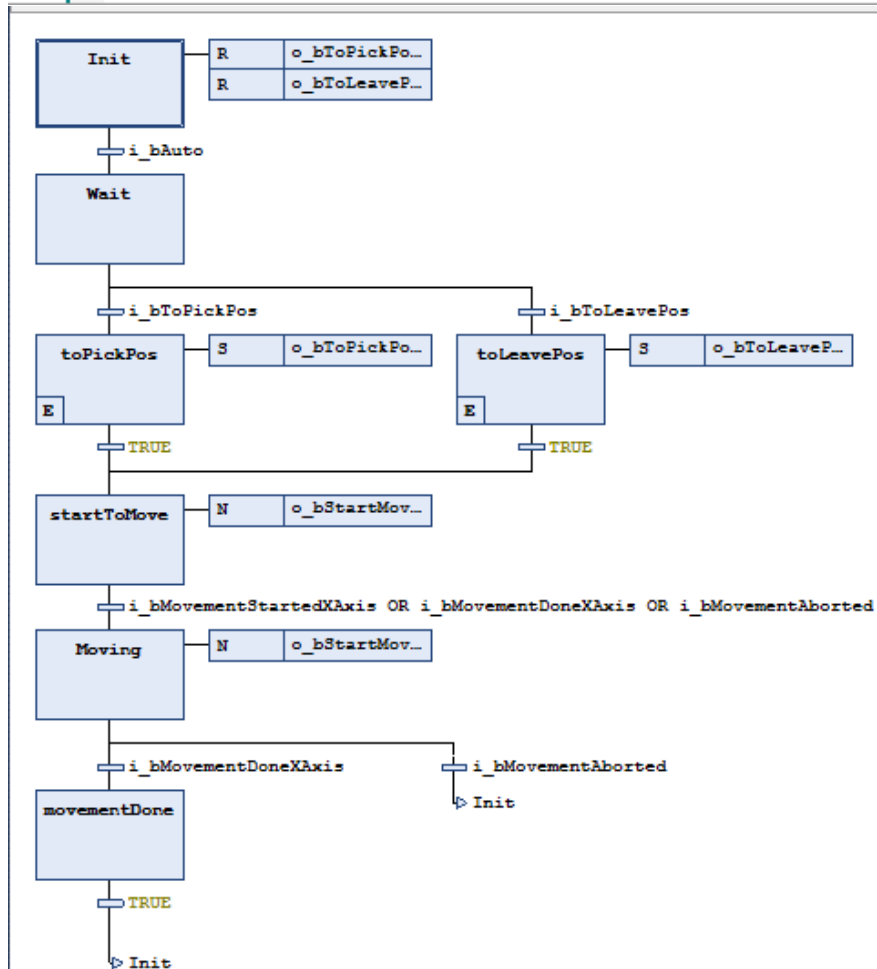 Init R o_bToPickPo…
R o_bToLeaveP…
i_bAuto
Wait
i_bToPickPos i_bToLeavePos
toPickPos S o_bToPickPo… toLeavePos S o_bToLeaveP…
E E
TRUE TRUE
startToMove N o_bStartMov…
i_bMovementStartedXAxis OR i_bMovementDoneXAxis OR i_bMovementAborted
Moving N o_bStartMov…
i_bMovementDoneXAxis i_bMovementAborted
Init
movementDone
TRUE
Init